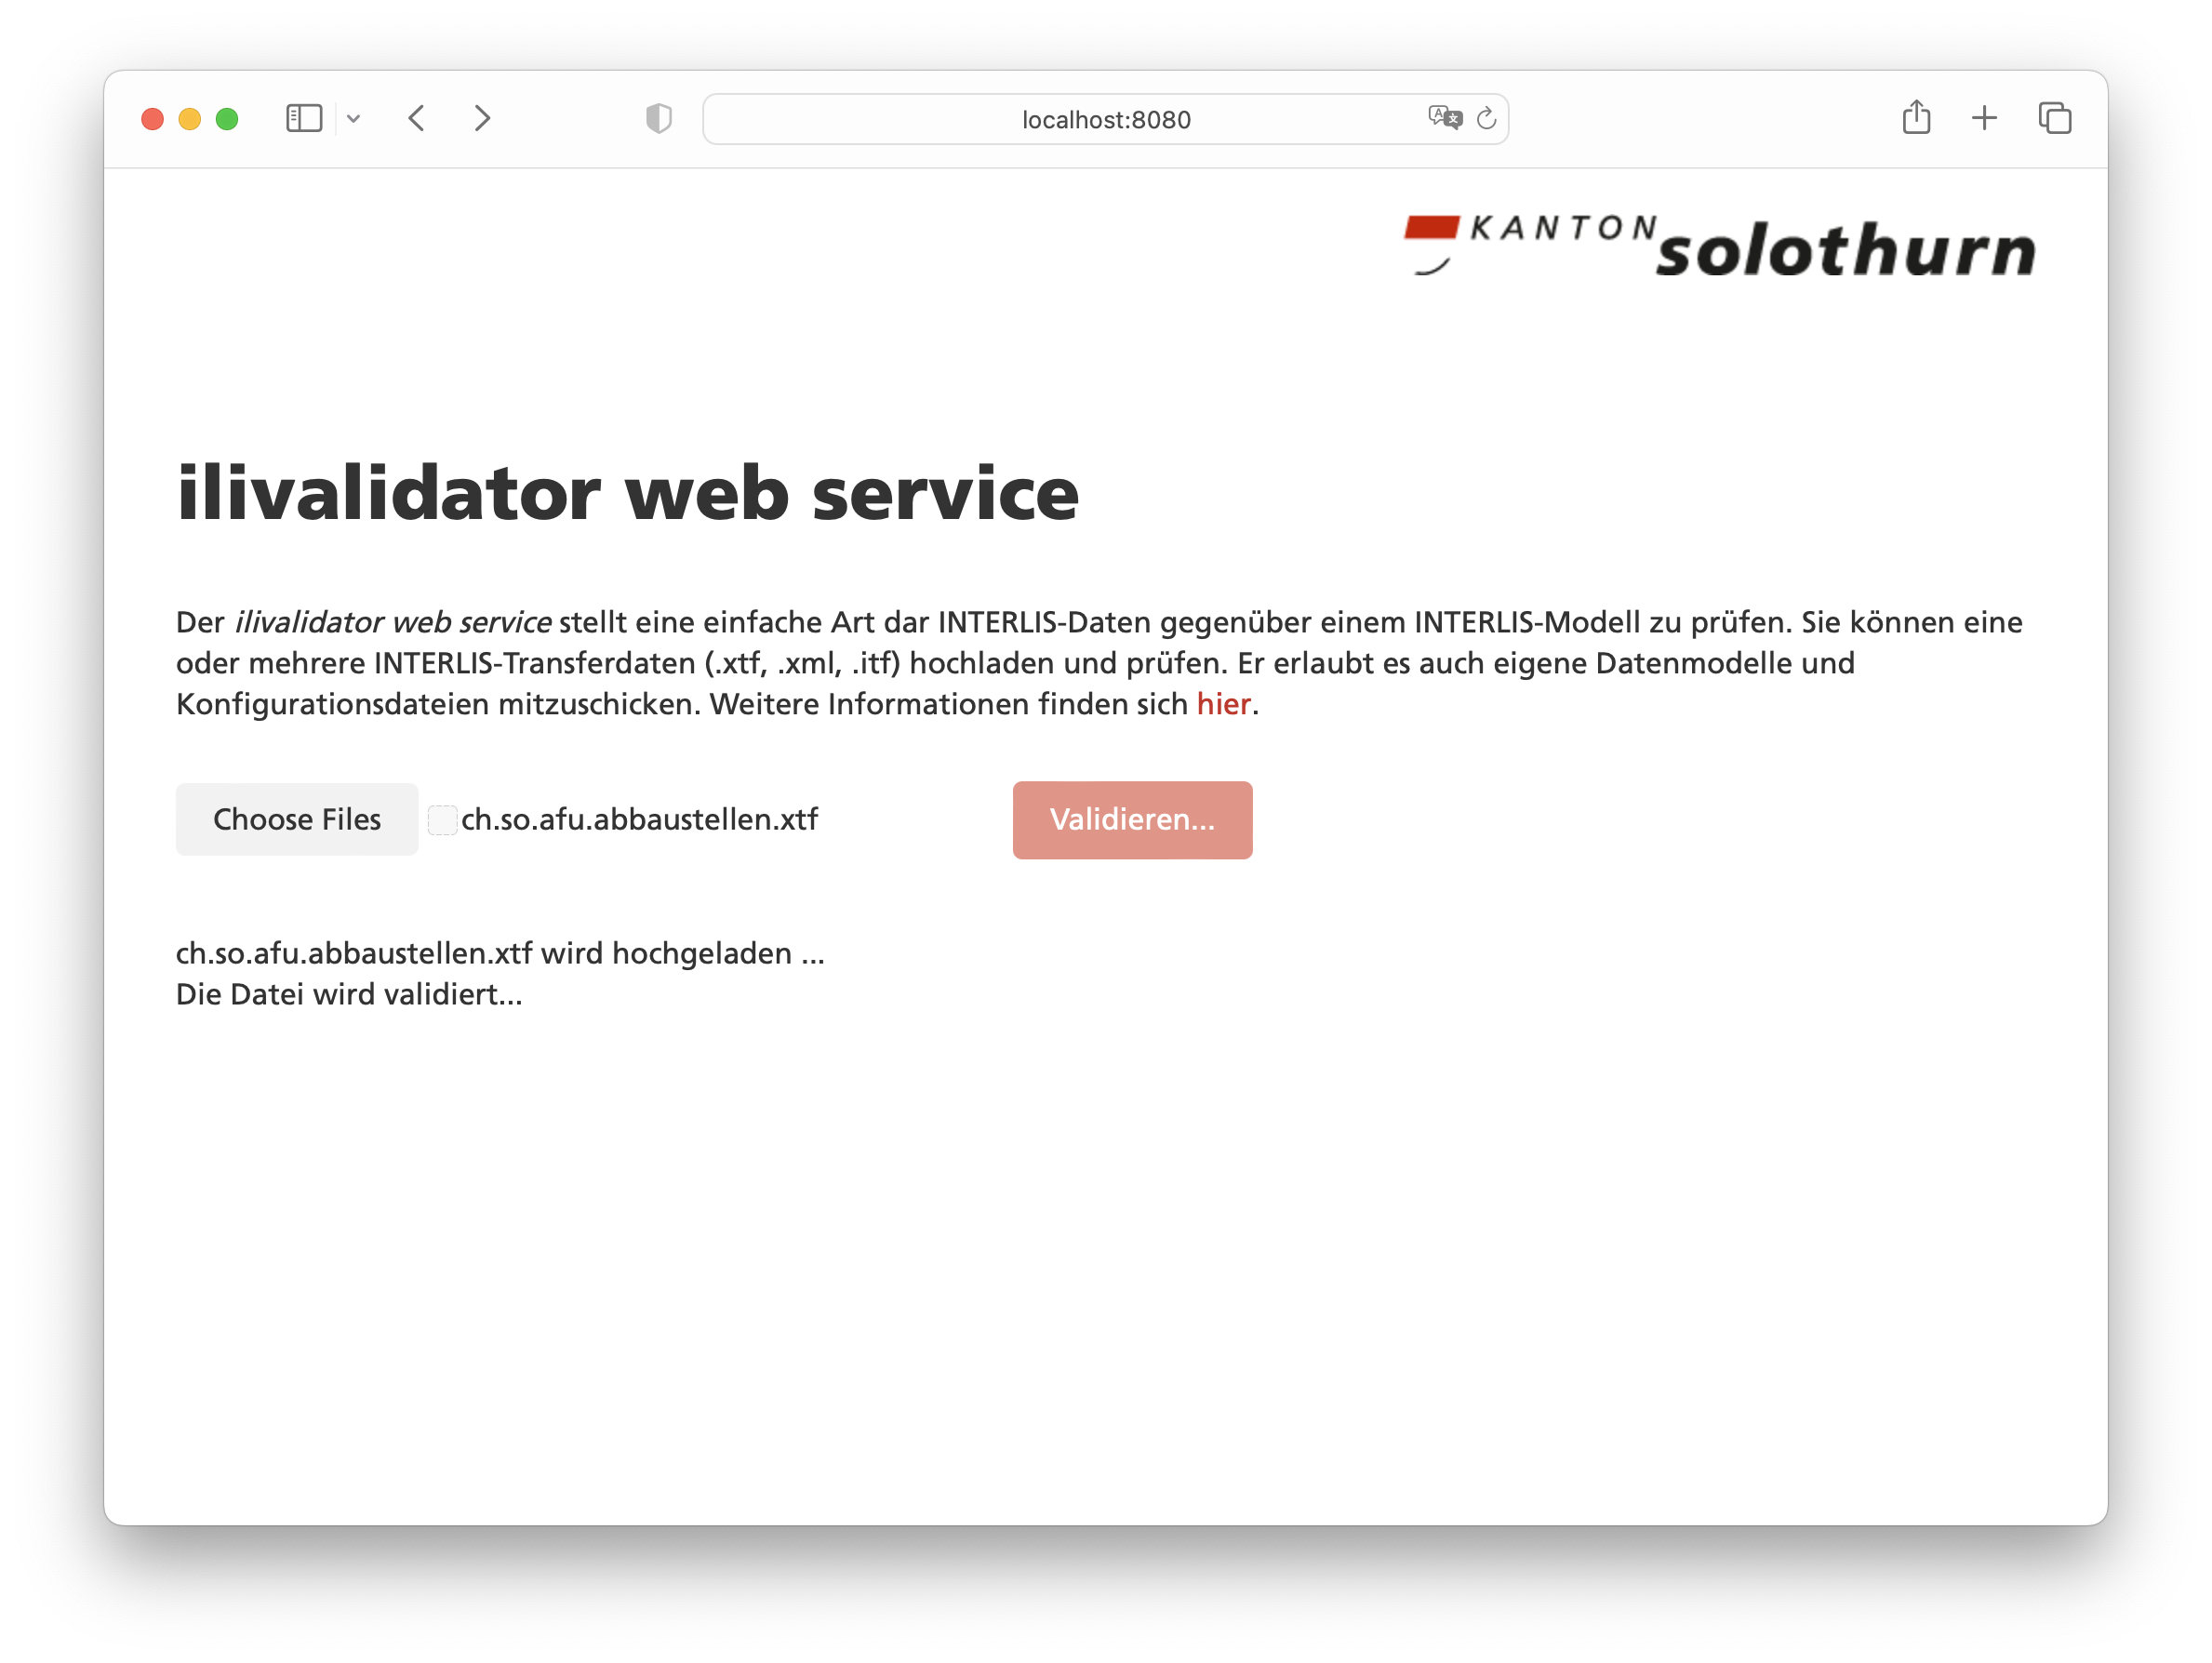 localhost:8080
KANTON solothurn
ilivalidator web service
Der ilivalidator web service stellt eine einfache Art dar INTERLIS-Daten gegenüber einem INTERLIS-Modell zu prüfen. Sie können eine
oder mehrere INTERLIS-Transferdaten (.xtf, .xml, .itf) hochladen und prüfen. Er erlaubt es auch eigene Datenmodelle und
Konfigurationsdateien mitzuschicken. Weitere Informationen finden sich hier.
Choose Files ch.so.afu.abbaustellen.xtf Validieren...
ch.so.afu.abbaustellen.xtf wird hochgeladen ...
Die Datei wird validiert...